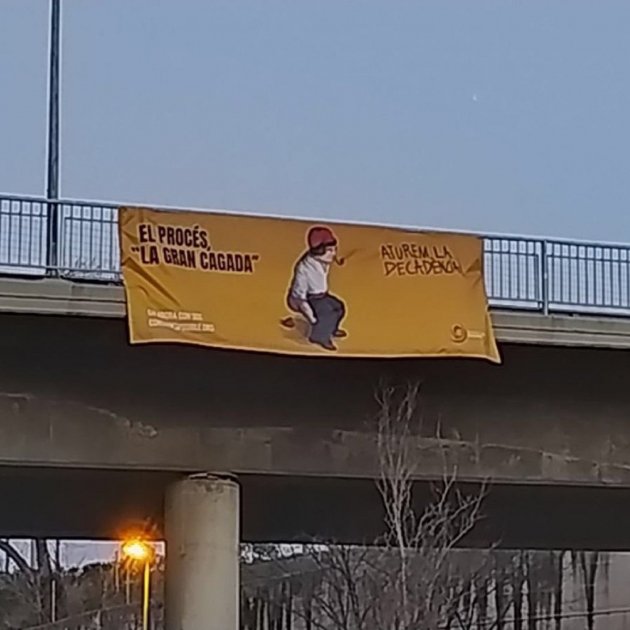 EL PROCÉS,
"LA GRAN CAGADA"
ATUREM LA
DECADÈNCIA